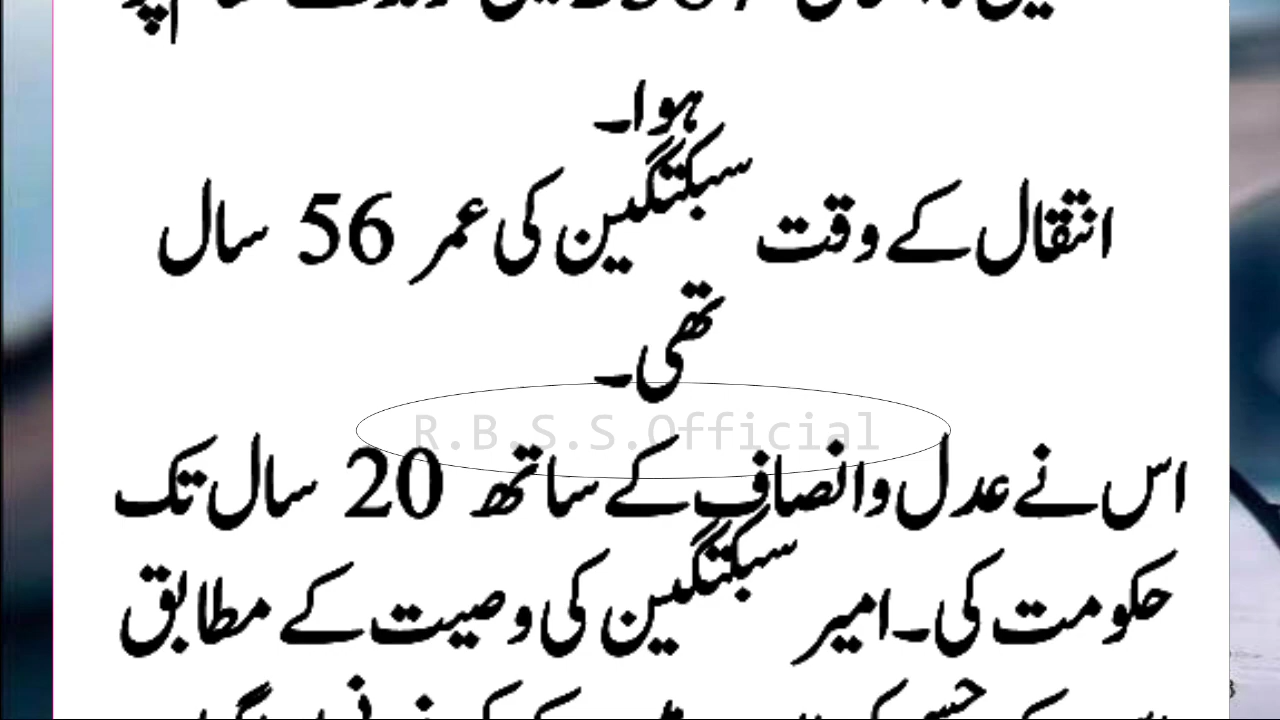 ہوا۔
انتقال کے وقت سبکتگین کی عمر 56 سال
تھی۔
R.B.S.S.Official
اس نے عدل و انصاف کے ساتھ 20 سال تک
حکومت کی۔ امیر سبکتگین کی وصیت کے مطابق